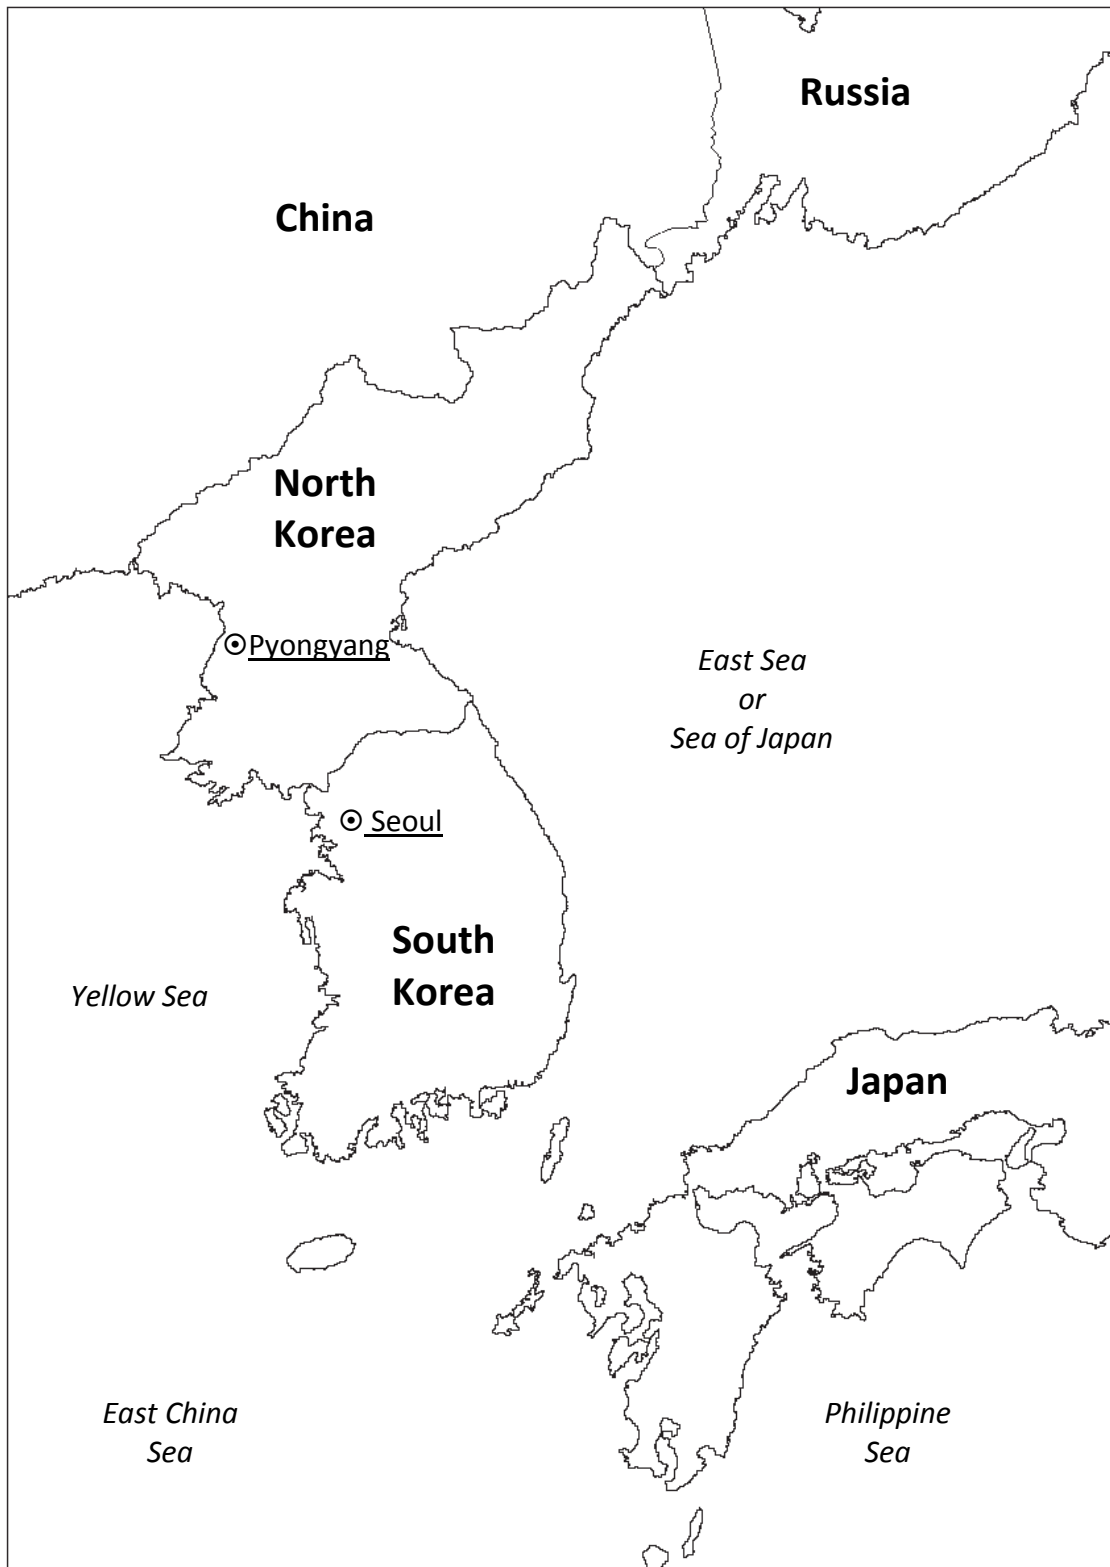 Russia
China
North
Korea
Pyongyang
East Sea
or
Sea of Japan
Seoul
South
Korea
Yellow Sea
Japan
East China
Sea
Philippine
Sea